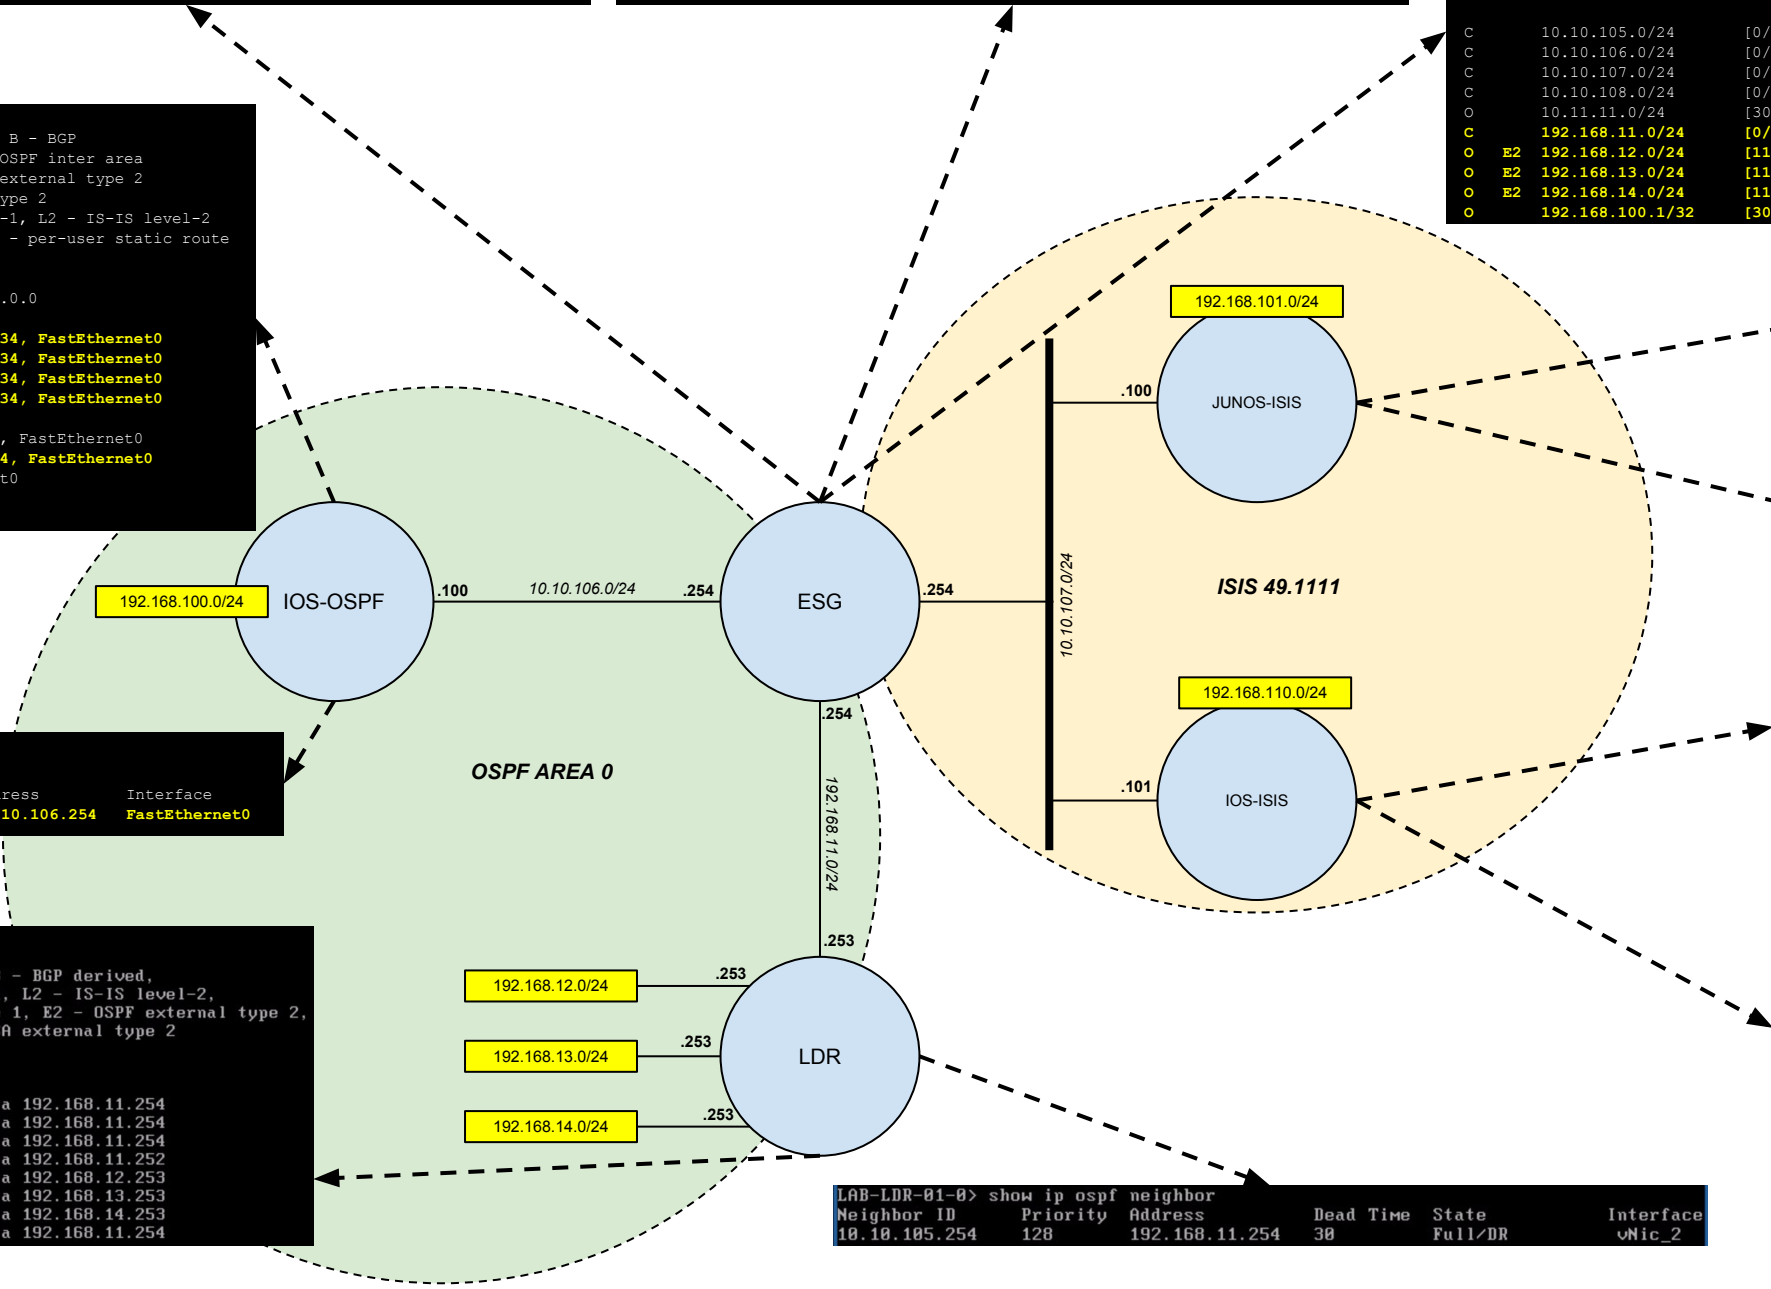 C 10.10.105.0/24 [0/
C 10.10.106.0/24 [0/
C 10.10.107.0/24 [0/
C 10.10.108.0/24 [0/
O 10.11.11.0/24 [30
C 192.168.11.0/24 [0/
O E2 192.168.12.0/24 [11
O E2 192.168.13.0/24 [11
O E2 192.168.14.0/24 [11
O 192.168.100.1/32 [30
B - BGP
OSPF inter area
external type 2
ype 2
-1, L2 - IS-IS level-2
- per-user static route
.0.0
34, FastEthernet0
34, FastEthernet0
34, FastEthernet0
34, FastEthernet0
, FastEthernet0
4, FastEthernet0
t0
192.168.101.0/24
.100
JUNOS-ISIS
192.168.100.0/24
IOS-OSPF
.100
10.10.106.0/24
.254
ESG
.254
10.10.107.0/24
ISIS 49.1111
192.168.110.0/24
.254
OSPF AREA 0
192.168.11.0/24
.101
IOS-ISIS
ress Interface
10.106.254 FastEthernet0
.253
- BGP derived,
, L2 - IS-IS level-2,
1, E2 - OSPF external type 2,
A external type 2
a 192.168.11.254
a 192.168.11.254
a 192.168.11.254
a 192.168.11.252
a 192.168.12.253
a 192.168.13.253
a 192.168.14.253
a 192.168.11.254
192.168.12.0/24
.253
192.168.13.0/24
.253
LDR
192.168.14.0/24
.253
LAB-LDR-01-0> show ip ospf neighbor
Neighbor ID Priority Address Dead Time State Interface
10.10.105.254 128 192.168.11.254 30 Full/DR vNic_2